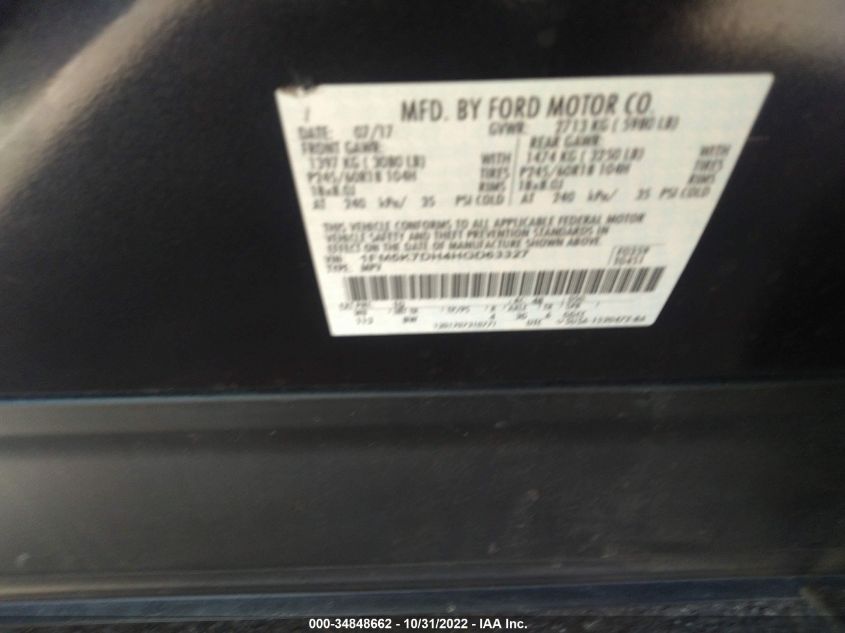 MFD. BY FORD MOTOR CO.
DATE: 07/17 GVWR: 2713 KG ( 5980 LB)
FRONT GAWR: REAR GAWR:
1397 KG ( 3080 LB) WITH 1474 KG ( 3250 LB) WITH
P245/60R18 104H TIRES P245/60R18 104H TIRES
18x8.0J RIMS 18x8.0J RIMS
AT 240 kPa/ 35 PSI COLD AT 240 kPa/ 35 PSI COLD
THIS VEHICLE CONFORMS TO ALL APPLICABLE FEDERAL MOTOR
VEHICLE SAFETY AND THEFT PREVENTION STANDARDS IN
EFFECT ON THE DATE OF MANUFACTURE SHOWN ABOVE.
VIN: 1FM5K7DH4HGD63327
TYPE: MPV
000-34848662 - 10/31/2022 - IAA Inc.